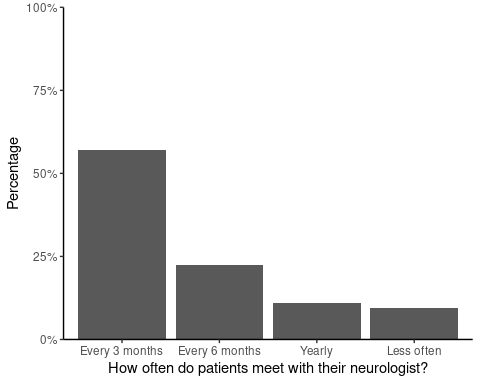 100%
75%
50%
25%
0%
Percentage
Every 3 months Every 6 months Yearly Less often
How often do patients meet with their neurologist?